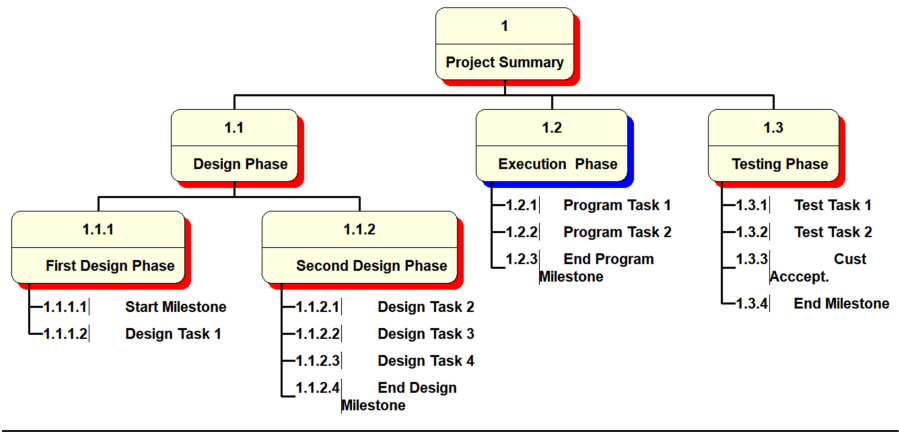 1
Project Summary
1.1
Design Phase
1.2
Execution Phase
1.3
Testing Phase
1.1.1
First Design Phase
1.1.1.1 Start Milestone
1.1.1.2 Design Task 1
1.1.2
Second Design Phase
1.1.2.1 Design Task 2
1.1.2.2 Design Task 3
1.1.2.3 Design Task 4
1.1.2.4 End Design
Milestone
1.2.1 Program Task 1
1.2.2 Program Task 2
1.2.3 End Program
Milestone
1.3.1 Test Task 1
1.3.2 Test Task 2
1.3.3 Cust
Acccept.
1.3.4 End Milestone